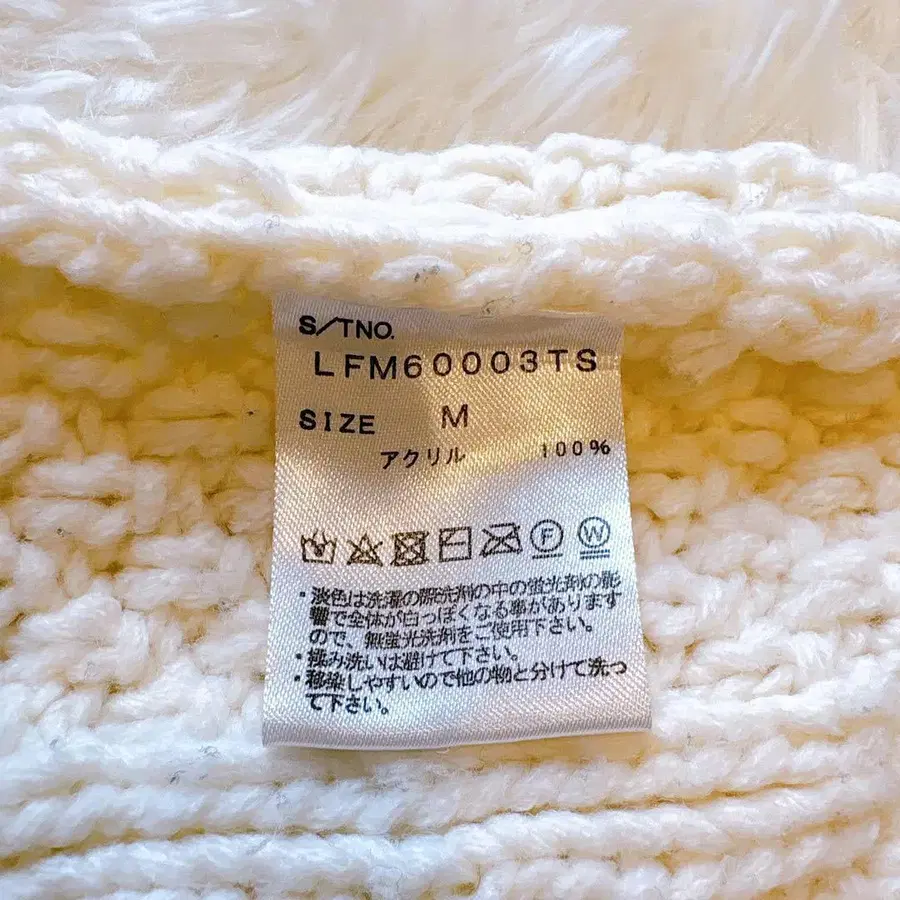 S/TNO.
LFM60003TS
SIZE M
アクリル 100%
F W
・淡色は洗濯の際洗剤の中の蛍光剤の影
響で全体が白っぽくなる事があります
ので、無蛍光洗剤をご使用下さい。
・揉み洗いは避けて下さい。
・移染しやすいので他の物と分けて洗っ
て下さい。